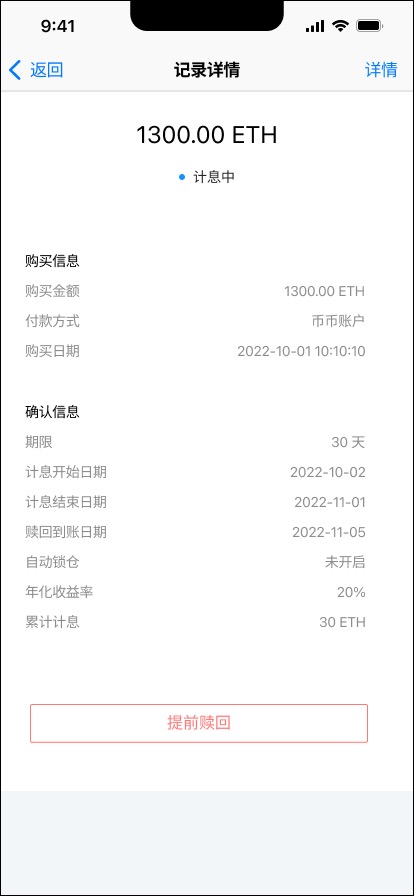 9:41
返回 记录详情 详情
1300.00 ETH
计息中
购买信息
购买金额 1300.00 ETH
付款方式 币币账户
购买日期 2022-10-01 10:10:10
确认信息
期限 30 天
计息开始日期 2022-10-02
计息结束日期 2022-11-01
赎回到账日期 2022-11-05
自动锁仓 未开启
年化收益率 20%
累计计息 30 ETH
提前赎回